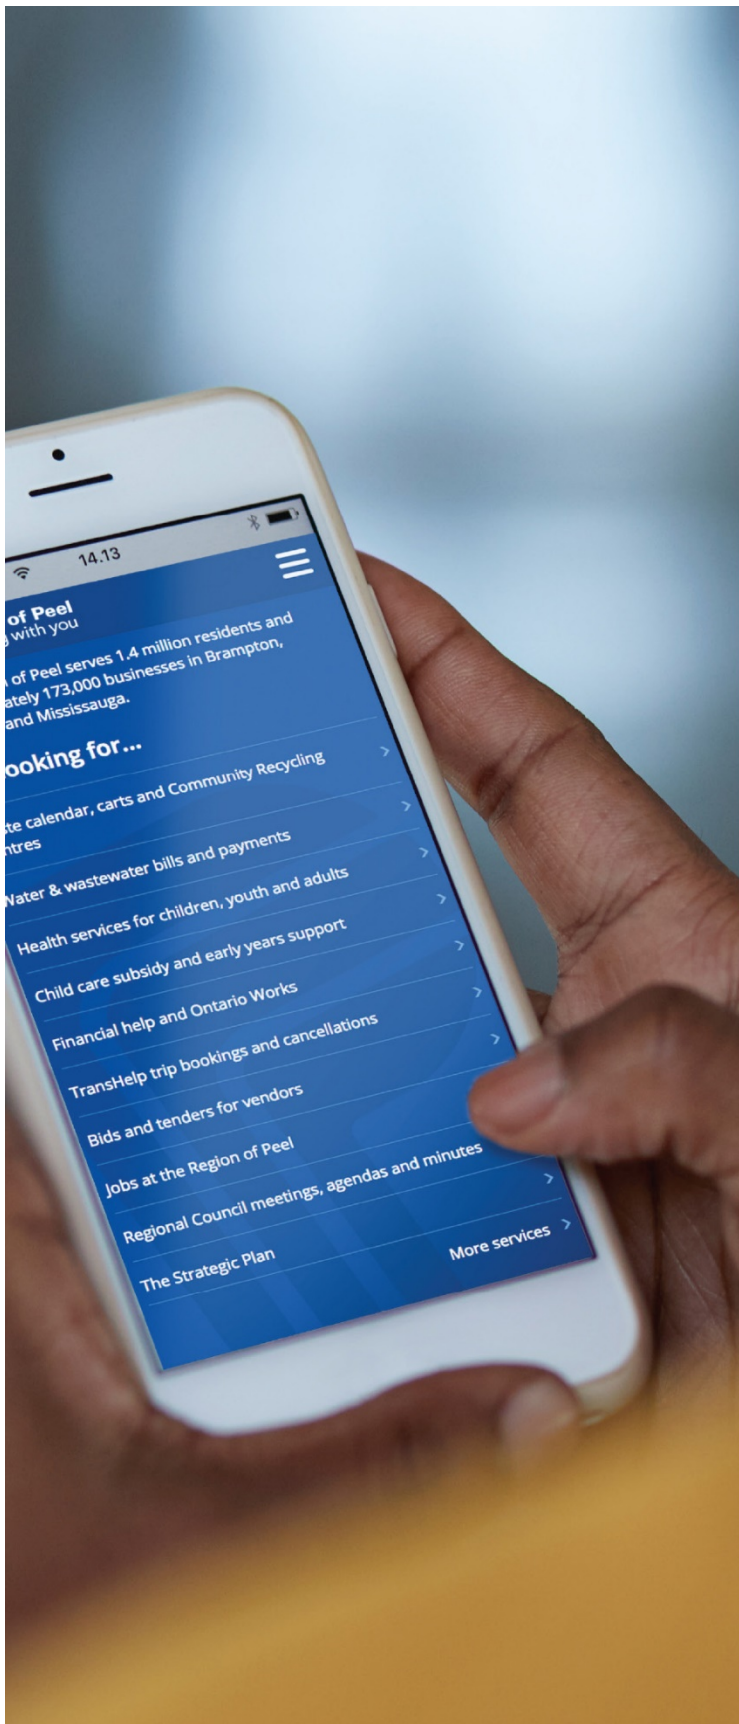 14.13
of Peel
with you
of Peel serves 1.4 million residents and
ately 173,000 businesses in Brampton,
and Mississauga.
ooking for...
te calendar, carts and Community Recycling
ntres
Water & wastewater bills and payments
Health services for children, youth and adults
Child care subsidy and early years support
Financial help and Ontario Works
TransHelp trip bookings and cancellations
Bids and tenders for vendors
Jobs at the Region of Peel
Regional Council meetings, agendas and minutes
The Strategic Plan
More services